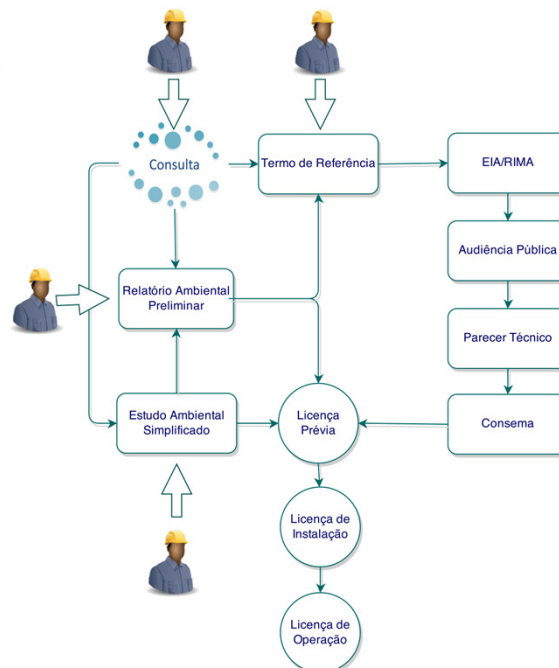 Consulta
Termo de Referência
EIA/RIMA
Audiência Pública
Relatório Ambiental
Preliminar
Parecer Técnico
Estudo Ambiental
Simplificado
Licença
Prévia
Consema
Licença de
Instalação
Licença de
Operação